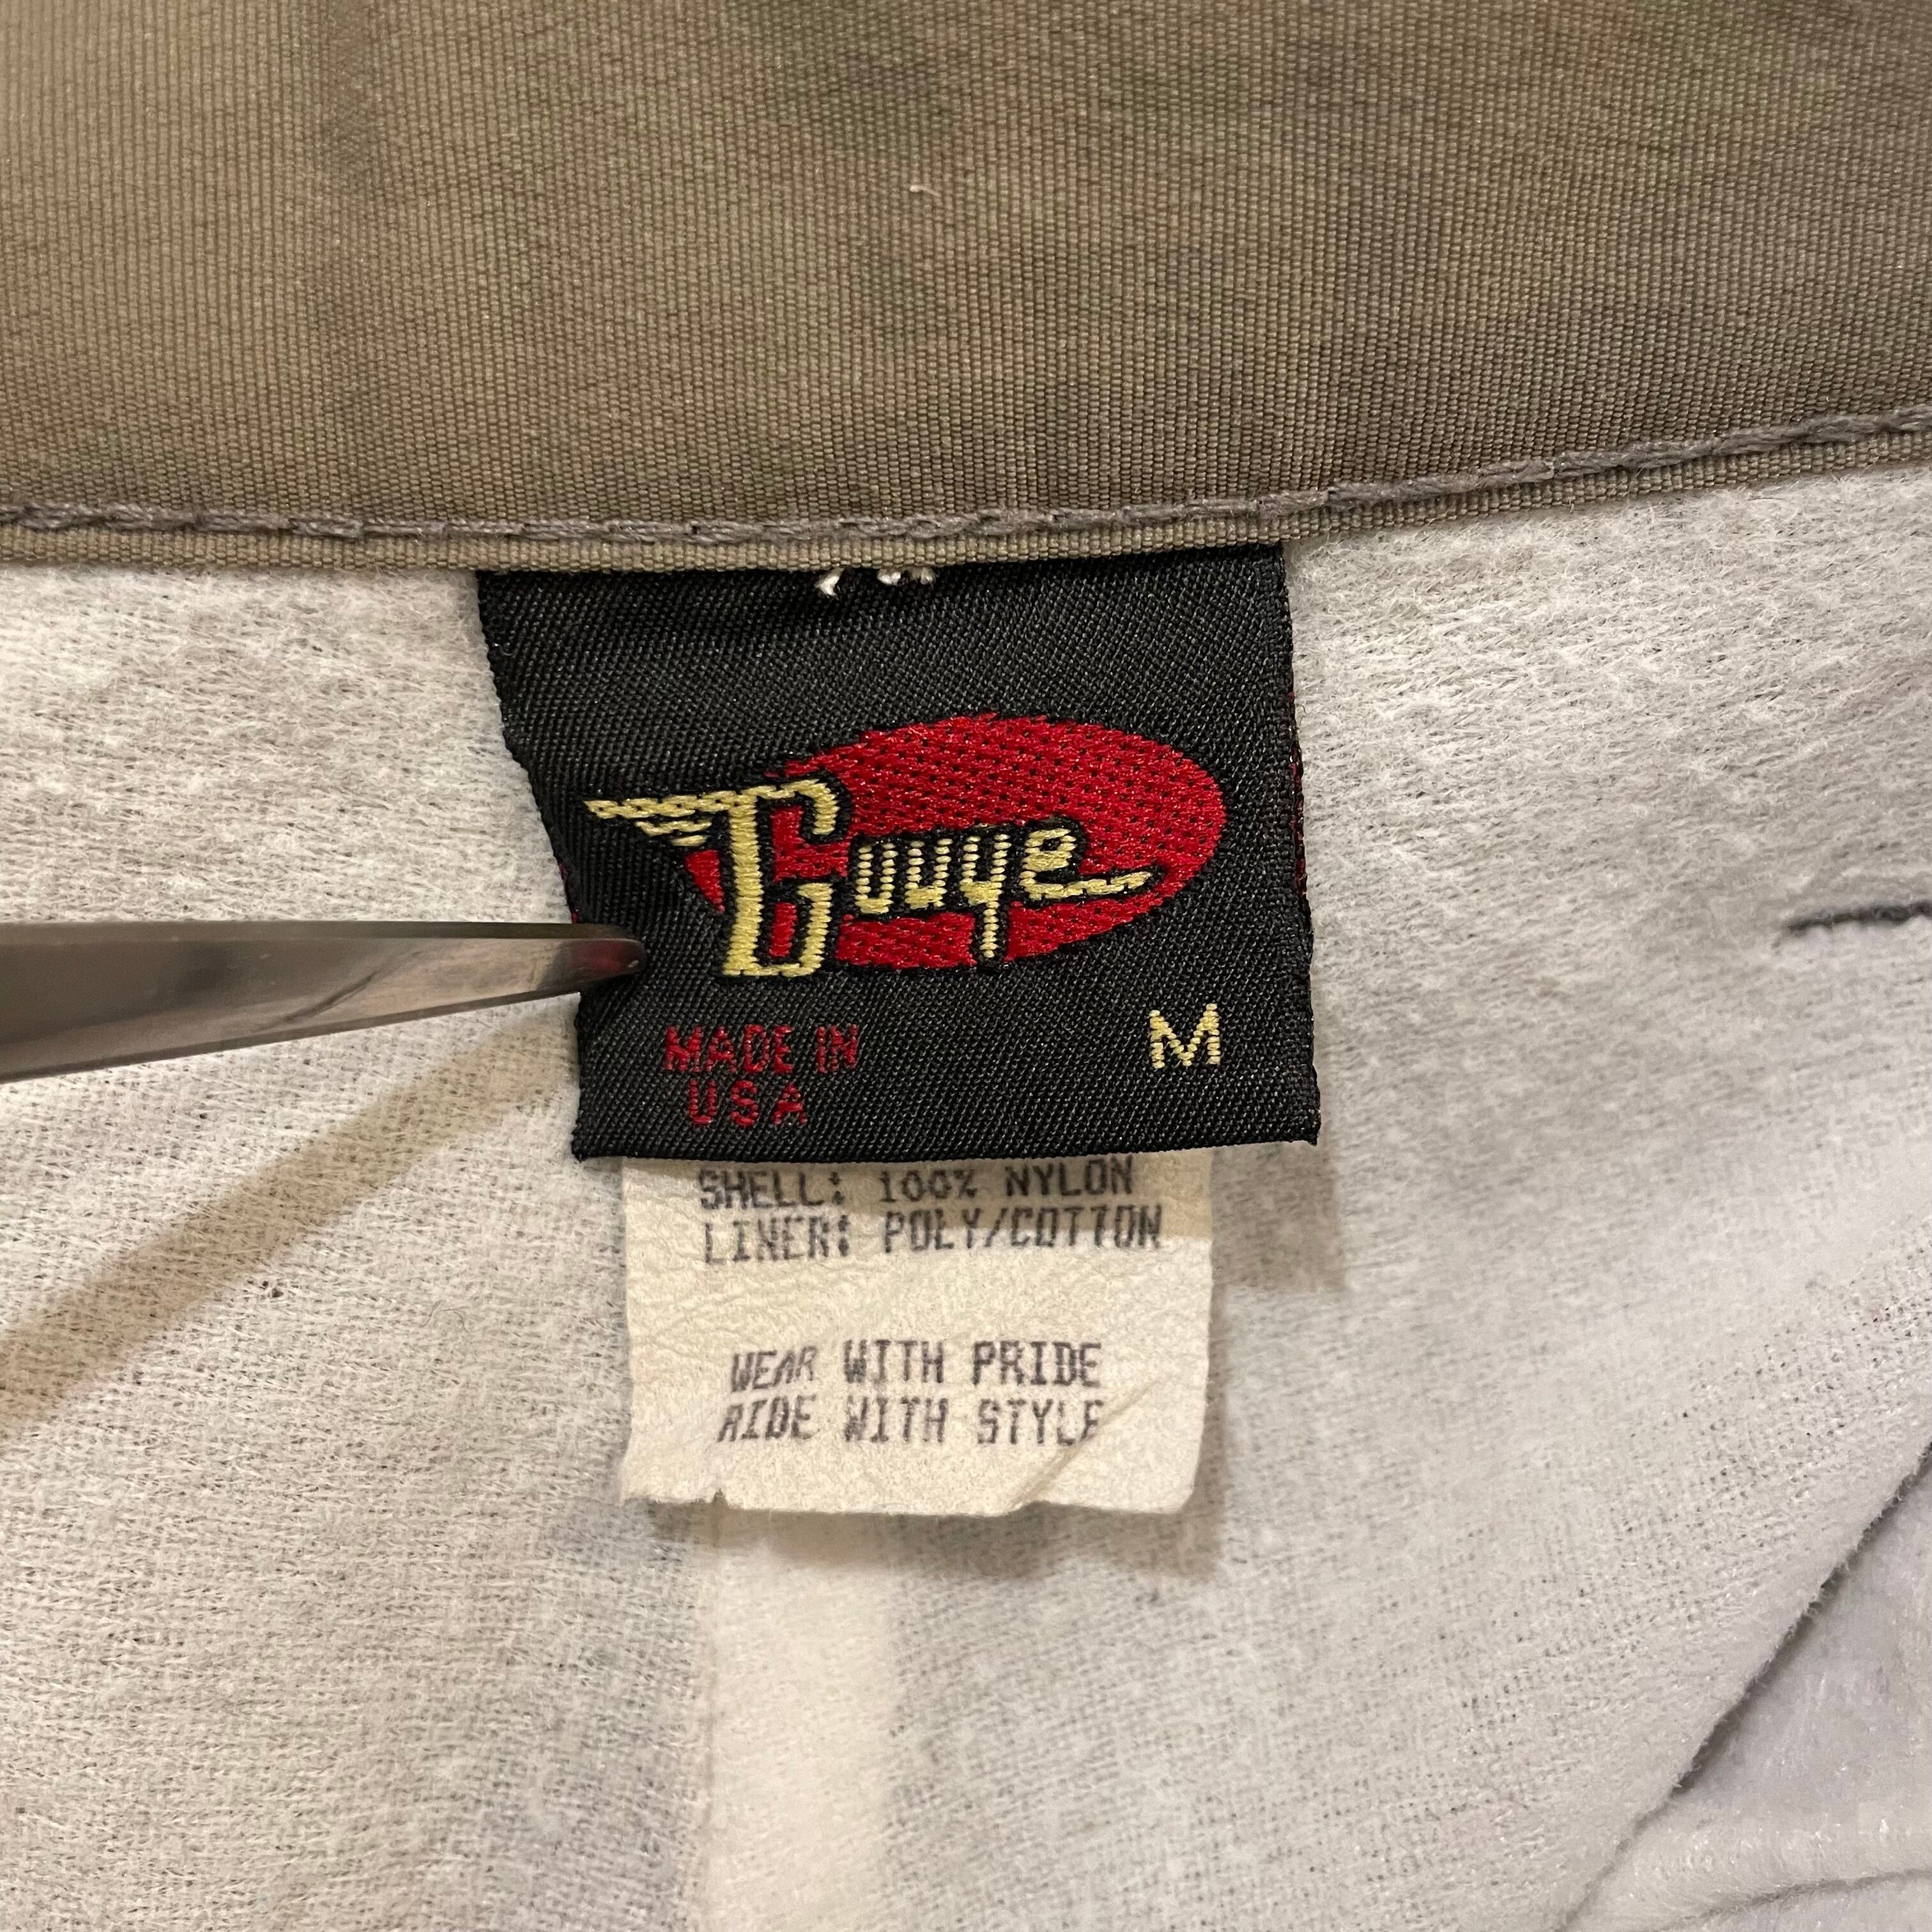 Gouge
MADE IN
USA
M
SHELL: 100% NYLON
LINER: POLY/COTTON
WEAR WITH PRIDE
RIDE WITH STYLE